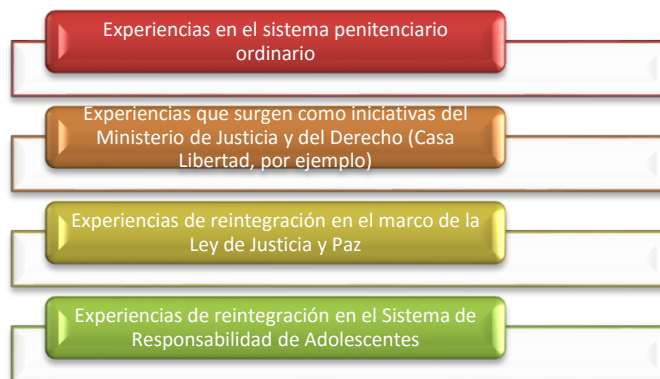 Experiencias en el sistema penitenciario
ordinario
Experiencias que surgen como iniciativas del
Ministerio de Justicia y del Derecho (Casa
Libertad, por ejemplo)
Experiencias de reintegración en el marco de la
Ley de Justicia y Paz
Experiencias de reintegración en el Sistema de
Responsabilidad de Adolescentes